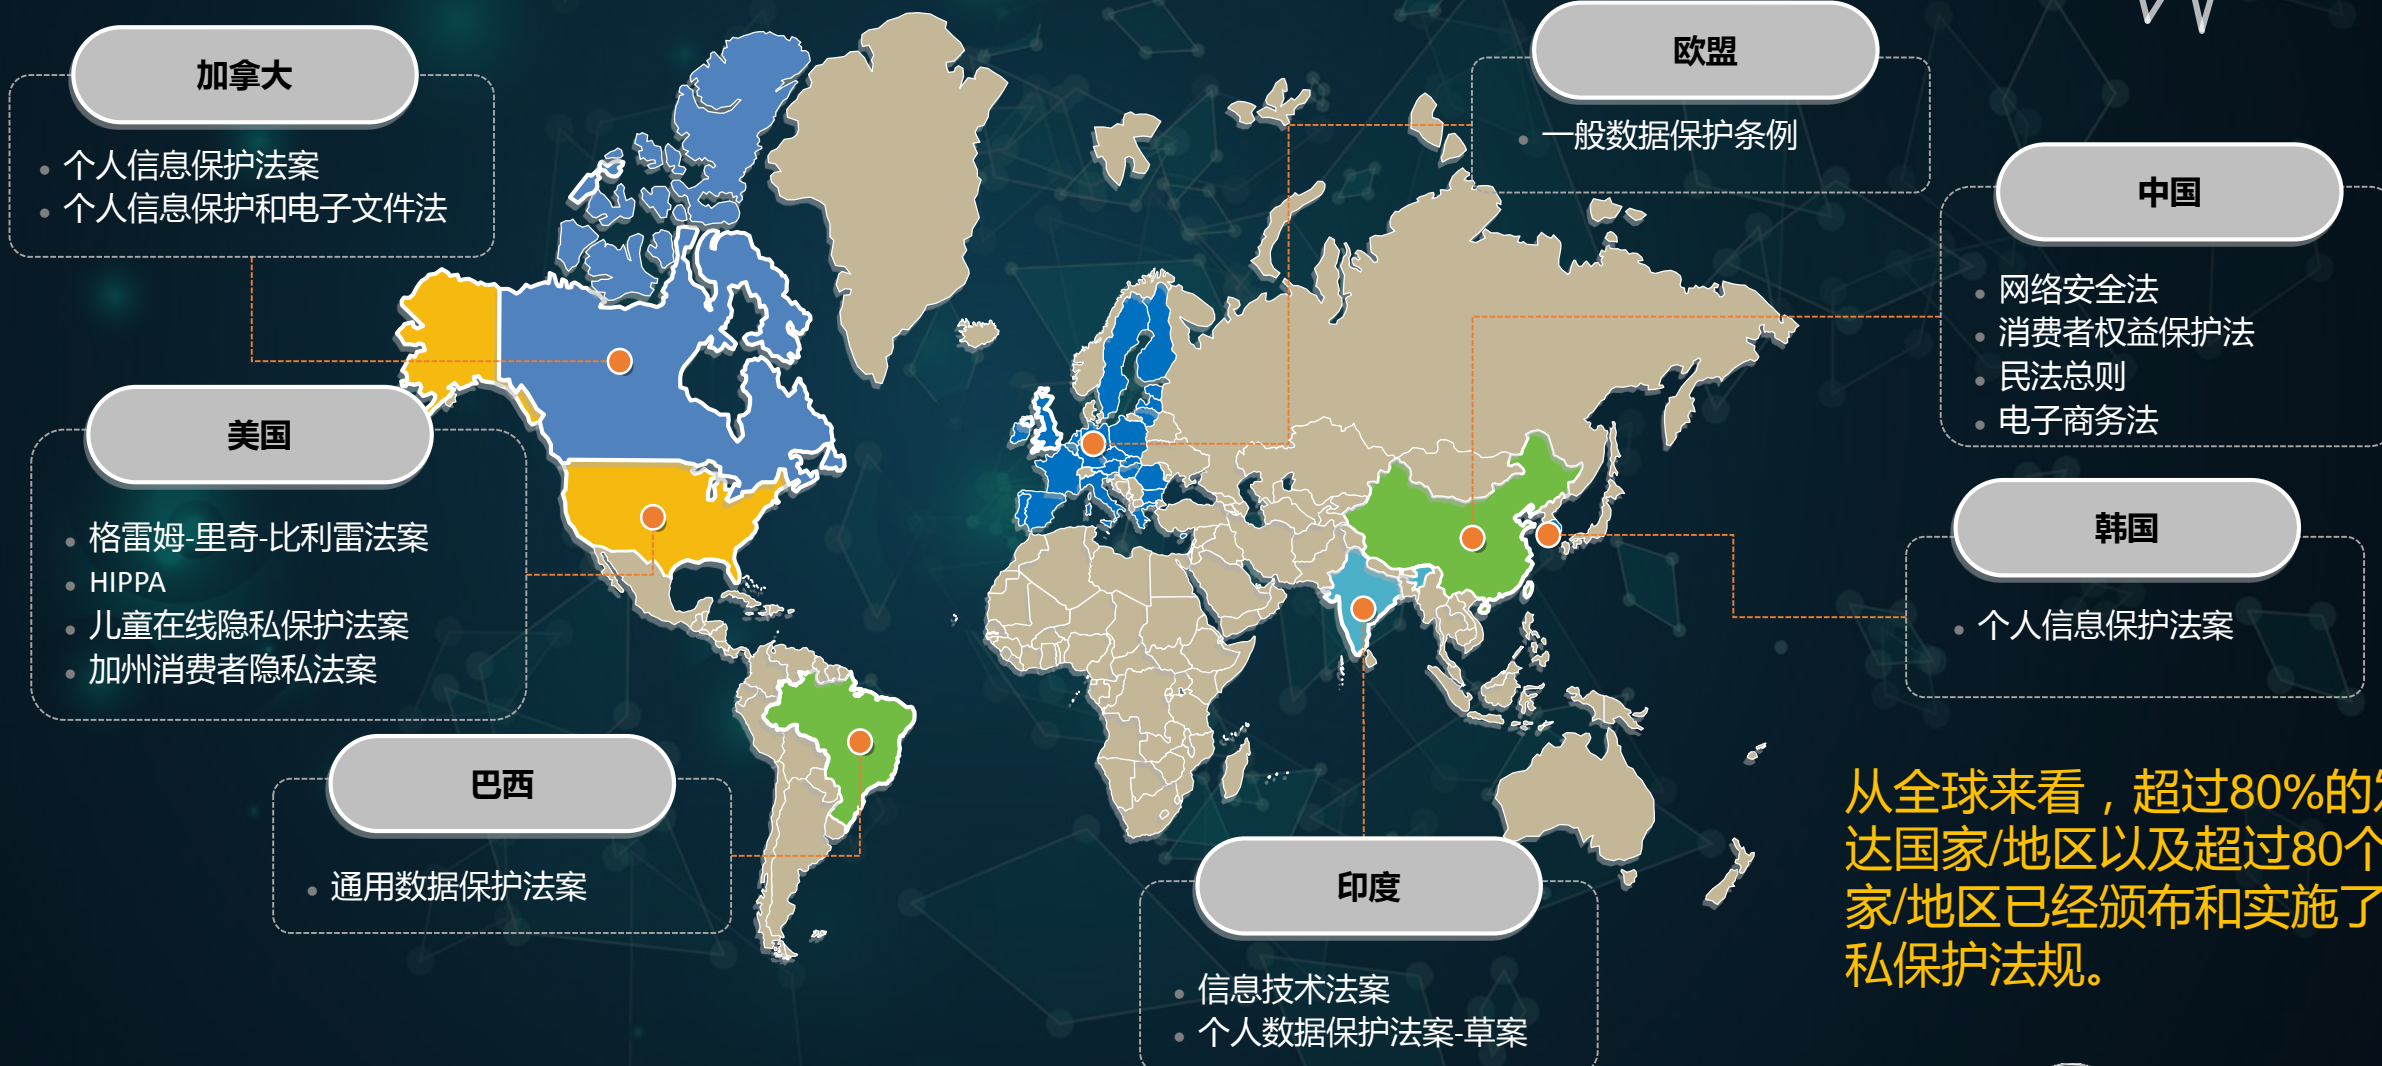 加拿大
个人信息保护法案
个人信息保护和电子文件法
美国
格雷姆-里奇-比利雷法案
HIPPA
儿童在线隐私保护法案
加州消费者隐私法案
巴西
通用数据保护法案
欧盟
一般数据保护条例
中国
网络安全法
消费者权益保护法
民法总则
电子商务法
韩国
个人信息保护法案
印度
信息技术法案
个人数据保护法案-草案
从全球来看，超过80%的
达国家/地区以及超过80个
家/地区已经颁布和实施了
私保护法规。